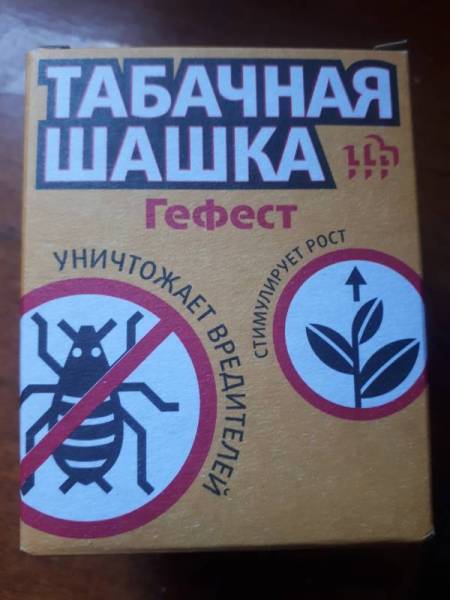 ТАБАЧНАЯ
ШАШКА
Гефест
УНИЧТОЖАЕТ ВРЕДИТЕЛЕЙ
СТИМУЛИРУЕТ РОСТ